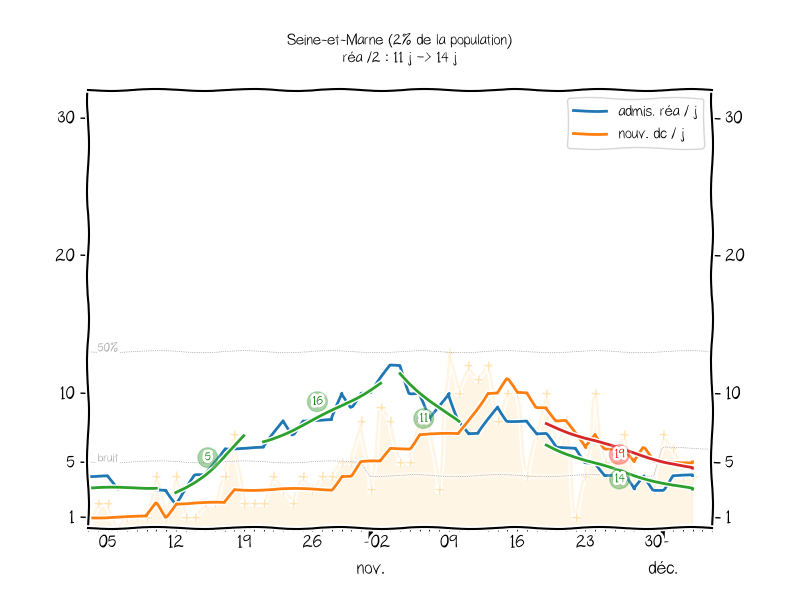 Seine-et-Marne (2% de la population)
réa /2 : 11 j -> 14 j
30
30
admis. réa / j
nouv. dc / j
20
20
50%
10
10
16
11
5
bruit
5
5
19
14
1
1
05 12 19 26 02 09 16 23 30
nov. déc.